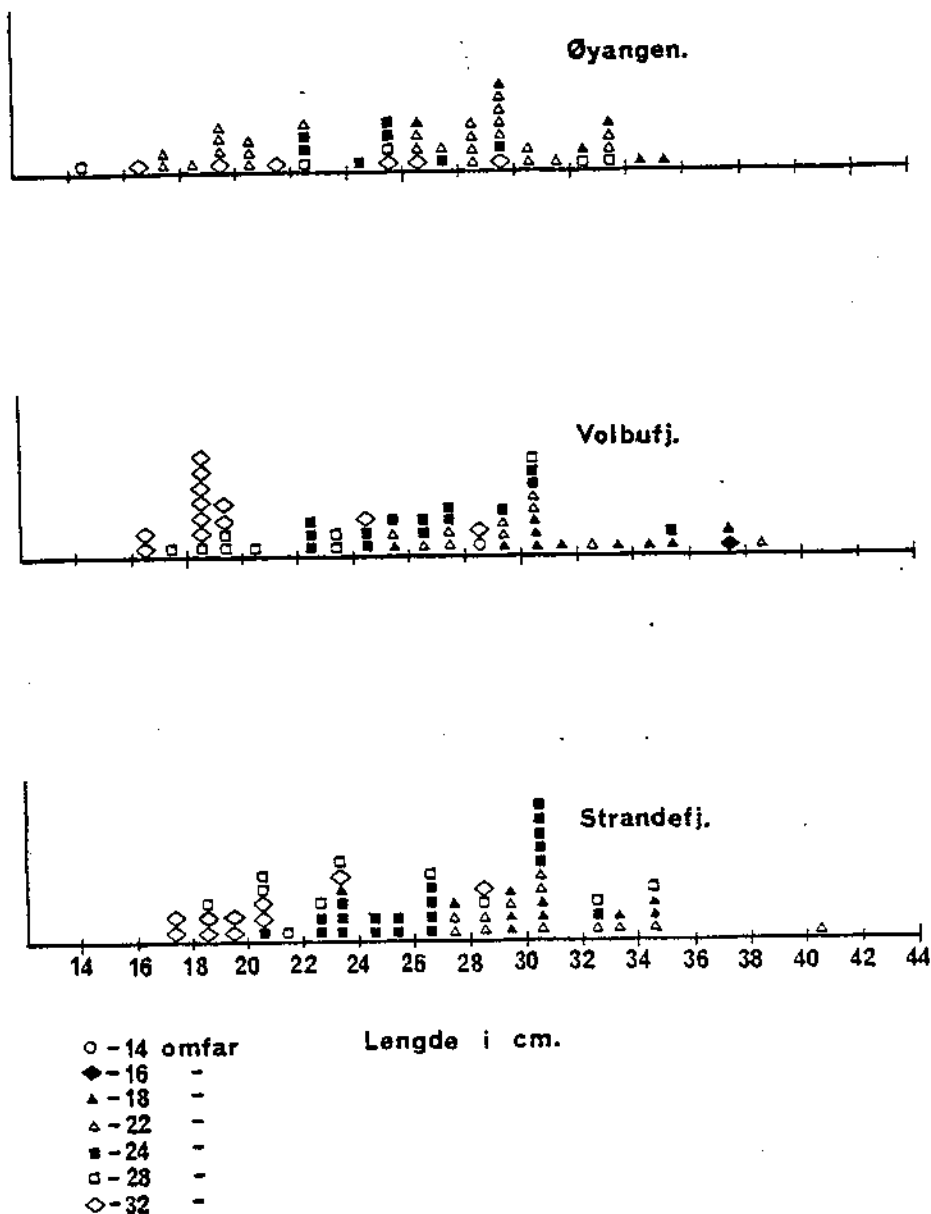 Øyangen.
Volbufj.
Strandefj.
14 16 18 20 22 24 26 28 30 32 34 36 38 40 42 44
Lengde i cm.
-14 omfar
-16 -
-18 -
-22 -
-24 -
-28 -
-32 -